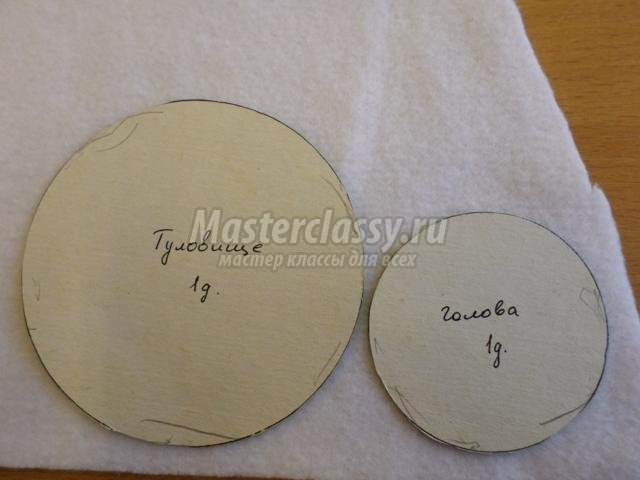 Masterclassy.ru
мастер классы для всех
Туловище
1д.
голова
1д.